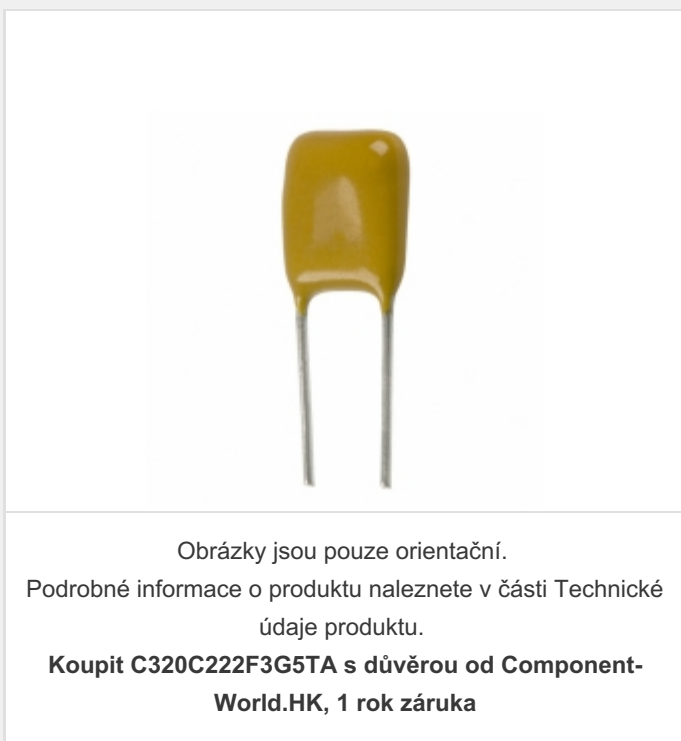 Obrázky jsou pouze orientační.
Podrobné informace o produktu naleznete v části Technické
údaje produktu.
Koupit C320C222F3G5TA s důvěrou od Component-
World.HK, 1 rok záruka